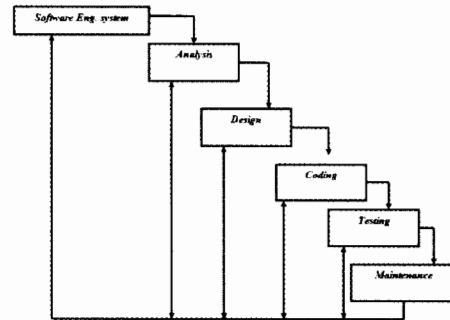 Software Eng. system
Analysis
Design
Coding
Testing
Maintenance